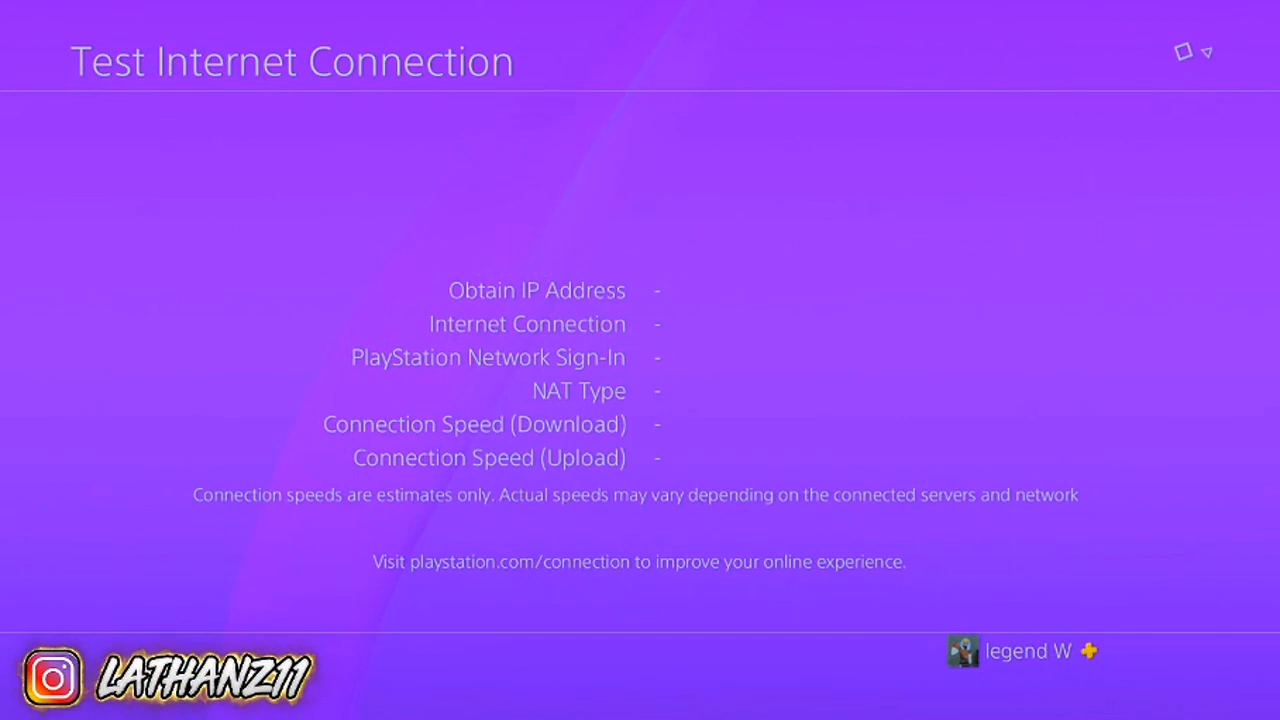 Test Internet Connection
Obtain IP Address -
Internet Connection -
PlayStation Network Sign-In -
NAT Type -
Connection Speed (Download) -
Connection Speed (Upload) -
Connection speeds are estimates only. Actual speeds may vary depending on the connected servers and network
Visit playstation.com/connection to improve your online experience.
legend W
LATHANZ11